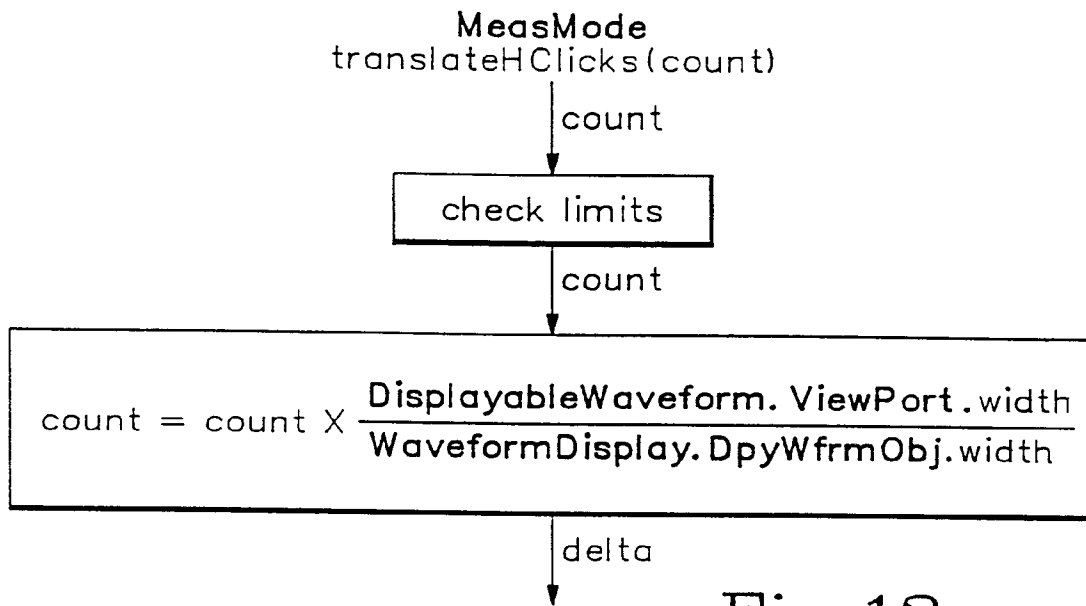 MeasMode
translateHClicks(count)
count
check limits
count
count = count X DisplayableWaveform. ViewPort.width
WaveformDisplay.DpyWfrmObj.width
delta